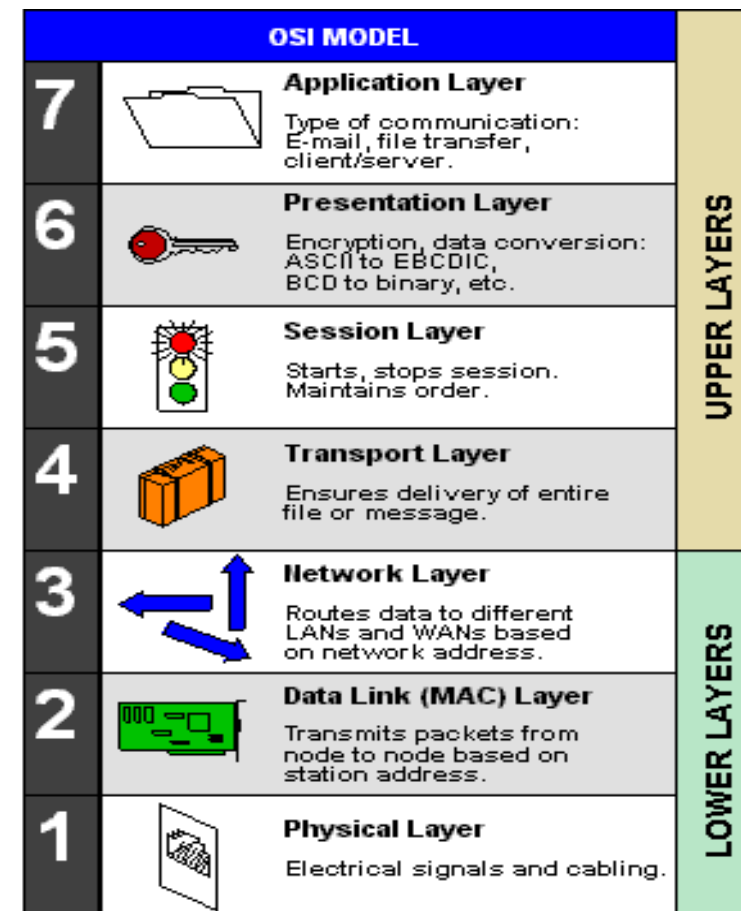 OSI MODEL
7
Application Layer
Type of communication:
E-mail, file transfer,
client/server.
6
Presentation Layer
Encryption, data conversion:
ASCII to EBCDIC,
BCD to binary, etc.
5
Session Layer
Starts, stops session.
Maintains order.
4
Transport Layer
Ensures delivery of entire
file or message.
UPPER LAYERS
3
Network Layer
Routes data to different
LANs and WANs based
on network address.
2
Data Link (MAC) Layer
Transmits packets from
node to node based on
station address.
1
Physical Layer
Electrical signals and cabling.
LOWER LAYERS